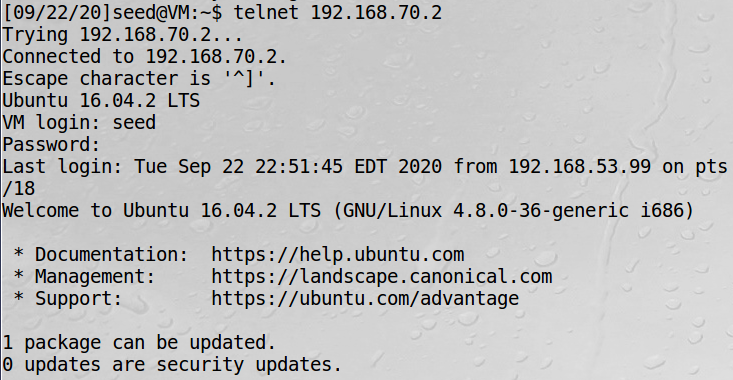 [09/22/20]seed@VM:~$ telnet 192.168.70.2
Trying 192.168.70.2...
Connected to 192.168.70.2.
Escape character is '^]'.
Ubuntu 16.04.2 LTS
VM login: seed
Password:
Last login: Tue Sep 22 22:51:45 EDT 2020 from 192.168.53.99 on pts
/18
Welcome to Ubuntu 16.04.2 LTS (GNU/Linux 4.8.0-36-generic i686)

 * Documentation:  https://help.ubuntu.com
 * Management:     https://landscape.canonical.com
 * Support:        https://ubuntu.com/advantage

1 package can be updated.
0 updates are security updates.